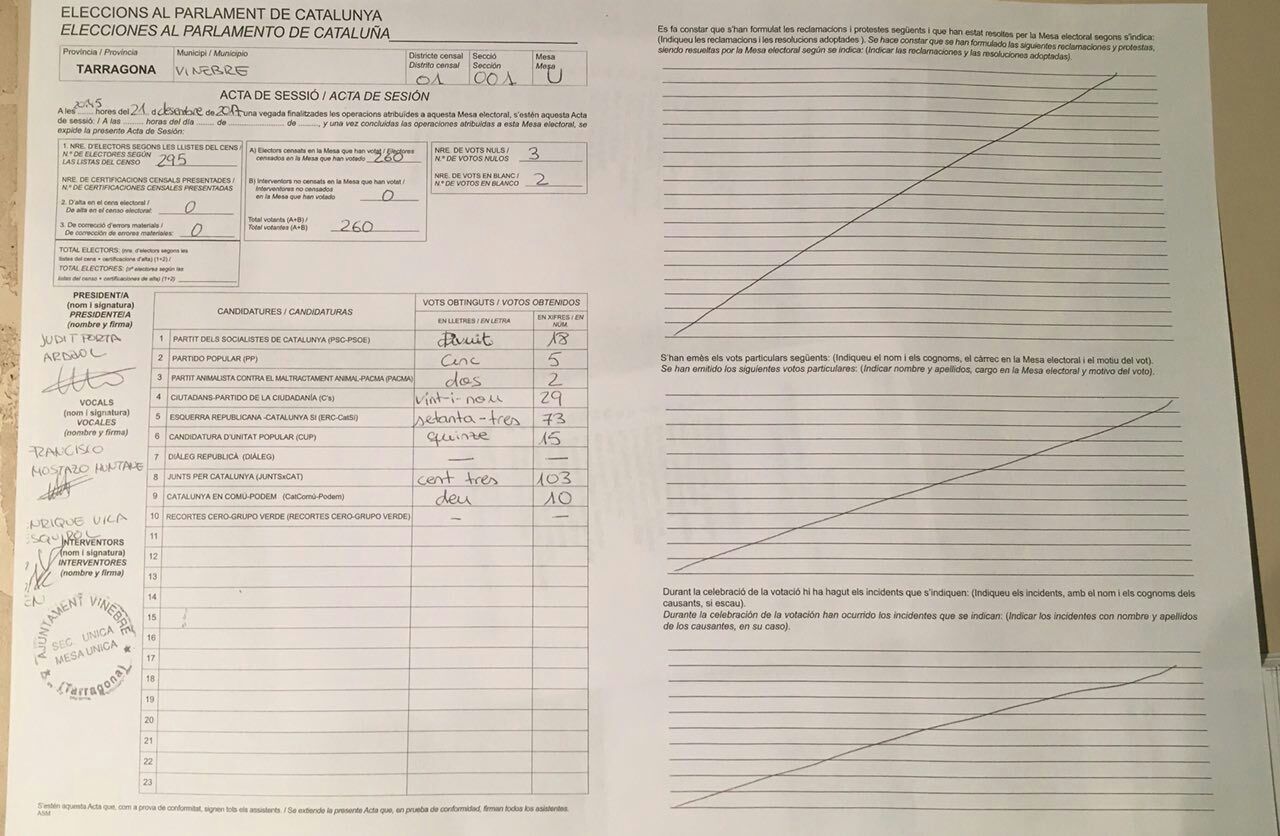 ELECCIONS AL PARLAMENT DE CATALUNYA
ELECCIONES AL PARLAMENTO DE CATALUÑA
Província / Provincia
TARRAGONA
Municipi / Municipio
VINEBRE
Districte censal
Distrito censal
01
Secció
Sección
001
Mesa
Mesa
U
ACTA DE SESSIÓ / ACTA DE SESIÓN
A les 20:45 hores del 21 d desembre de 2017 una vegada finalitzades les operacions atribuïdes a aquesta Mesa electoral, s'estén aquesta Acta
de sessió: / A las ......... horas del día ......... de .................. de ........., y una vez concluidas las operaciones atribuidas a esta Mesa electoral, se
expide la presente Acta de Sesión:
1. NRE. D'ELECTORS SEGONS LES LLISTES DEL CENS /
N.º DE ELECTORES SEGÚN
LAS LISTAS DEL CENSO 295
NRE. DE CERTIFICACIONS CENSALS PRESENTADES /
N.º DE CERTIFICACIONES CENSALES PRESENTADAS
2. D'alta en el cens electoral /
De alta en el censo electoral: 0
3. De correcció d'errors materials /
De corrección de errores materiales: 0
TOTAL ELECTORS: (nre. d'electors segons les
llistes del cens + certificacions d'alta) (1+2) /
TOTAL ELECTORES: (nº electores según las
listas del censo + certificaciones de alta) (1+2)
A) Electors censats en la Mesa que han votat / Electores
censados en la Mesa que han votado 260
B) Interventors no censats en la Mesa que han votat /
Interventores no censados
en la Mesa que han votado 0
Total votants (A+B) /
Total votantes (A+B) 260
NRE. DE VOTS NULS /
N.º DE VOTOS NULOS 3
NRE. DE VOTS EN BLANC /
N.º DE VOTOS EN BLANCO 2
PRESIDENT/A
(nom i signatura)
PRESIDENTE/A
(nombre y firma)
JUDIT PORTA
VOCALS
(nom i signatura)
VOCALES
(nombre y firma)
FRANCISCO
MOSTAZO MUNTANE
ENRIQUE VILA
ESQUIROL
INTERVENTORS
(nom i signatura)
INTERVENTORES
(nombre y firma)
AJUNTAMENT VINEBRE
SEC. UNICA
MESA UNICA
(Tarragona)
CANDIDATURES / CANDIDATURAS
VOTS OBTINGUTS / VOTOS OBTENIDOS
EN LLETRES / EN LETRA
EN XIFRES / EN NÚM.
1 PARTIT DELS SOCIALISTES DE CATALUNYA (PSC-PSOE) Divuit 18
2 PARTIDO POPULAR (PP) Cinc 5
3 PARTIT ANIMALISTA CONTRA EL MALTRACTAMENT ANIMAL-PACMA (PACMA) dos 2
4 CIUTADANS-PARTIDO DE LA CIUDADANÍA (C's) vint-i-nou 29
5 ESQUERRA REPUBLICANA -CATALUNYA SÍ (ERC-CatSí) setanta-tres 73
6 CANDIDATURA D'UNITAT POPULAR (CUP) quinze 15
7 DIÀLEG REPUBLICÀ (DIÀLEG) — —
8 JUNTS PER CATALUNYA (JUNTSxCAT) cent tres 103
9 CATALUNYA EN COMÚ-PODEM (CatComú-Podem) deu 10
10 RECORTES CERO-GRUPO VERDE (RECORTES CERO-GRUPO VERDE) — —
11
12
13
14
15
16
17
18
19
20
21
22
23
S'estén aquesta Acta que, com a prova de conformitat, signen tots els assistents. / Se extiende la presente Acta que, en prueba de conformidad, firman todos los asistentes.
Es fa constar que s'han formulat les reclamacions i protestes següents i que han estat resoltes per la Mesa electoral segons s'indica:
(Indiqueu les reclamacions i les resolucions adoptades ). Se hace constar que se han formulado las siguientes reclamaciones y protestas,
siendo resueltas por la Mesa electoral según se indica: (Indicar las reclamaciones y las resoluciones adoptadas).
S'han emès els vots particulars següents: (Indiqueu el nom i els cognoms, el càrrec en la Mesa electoral i el motiu del vot).
Se han emitido los siguientes votos particulares: (Indicar nombre y apellidos, cargo en la Mesa electoral y motivo del voto).
Durant la celebració de la votació hi ha hagut els incidents que s'indiquen: (Indiqueu els incidents, amb el nom i els cognoms dels
causants, si escau).
Durante la celebración de la votación han ocurrido los incidentes que se indican: (Indicar los incidentes con nombre y apellidos
de los causantes, en su caso).